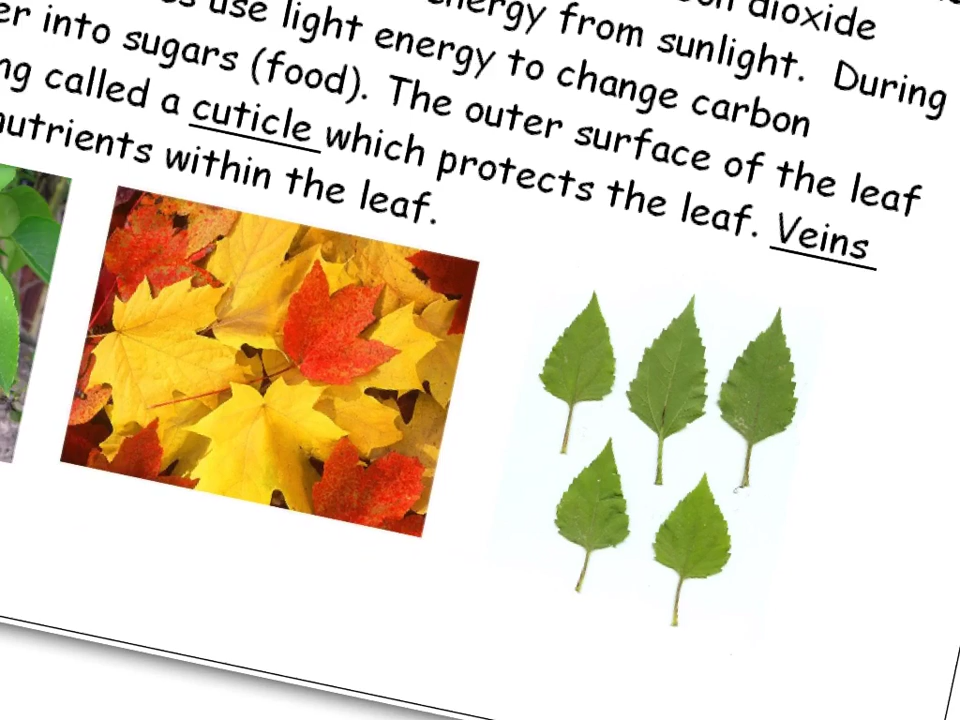 dioxide
energy from sunlight. During
use light energy to change carbon
er into sugars (food). The outer surface of the leaf
ng called a cuticle which protects the leaf. Veins
nutrients within the leaf.